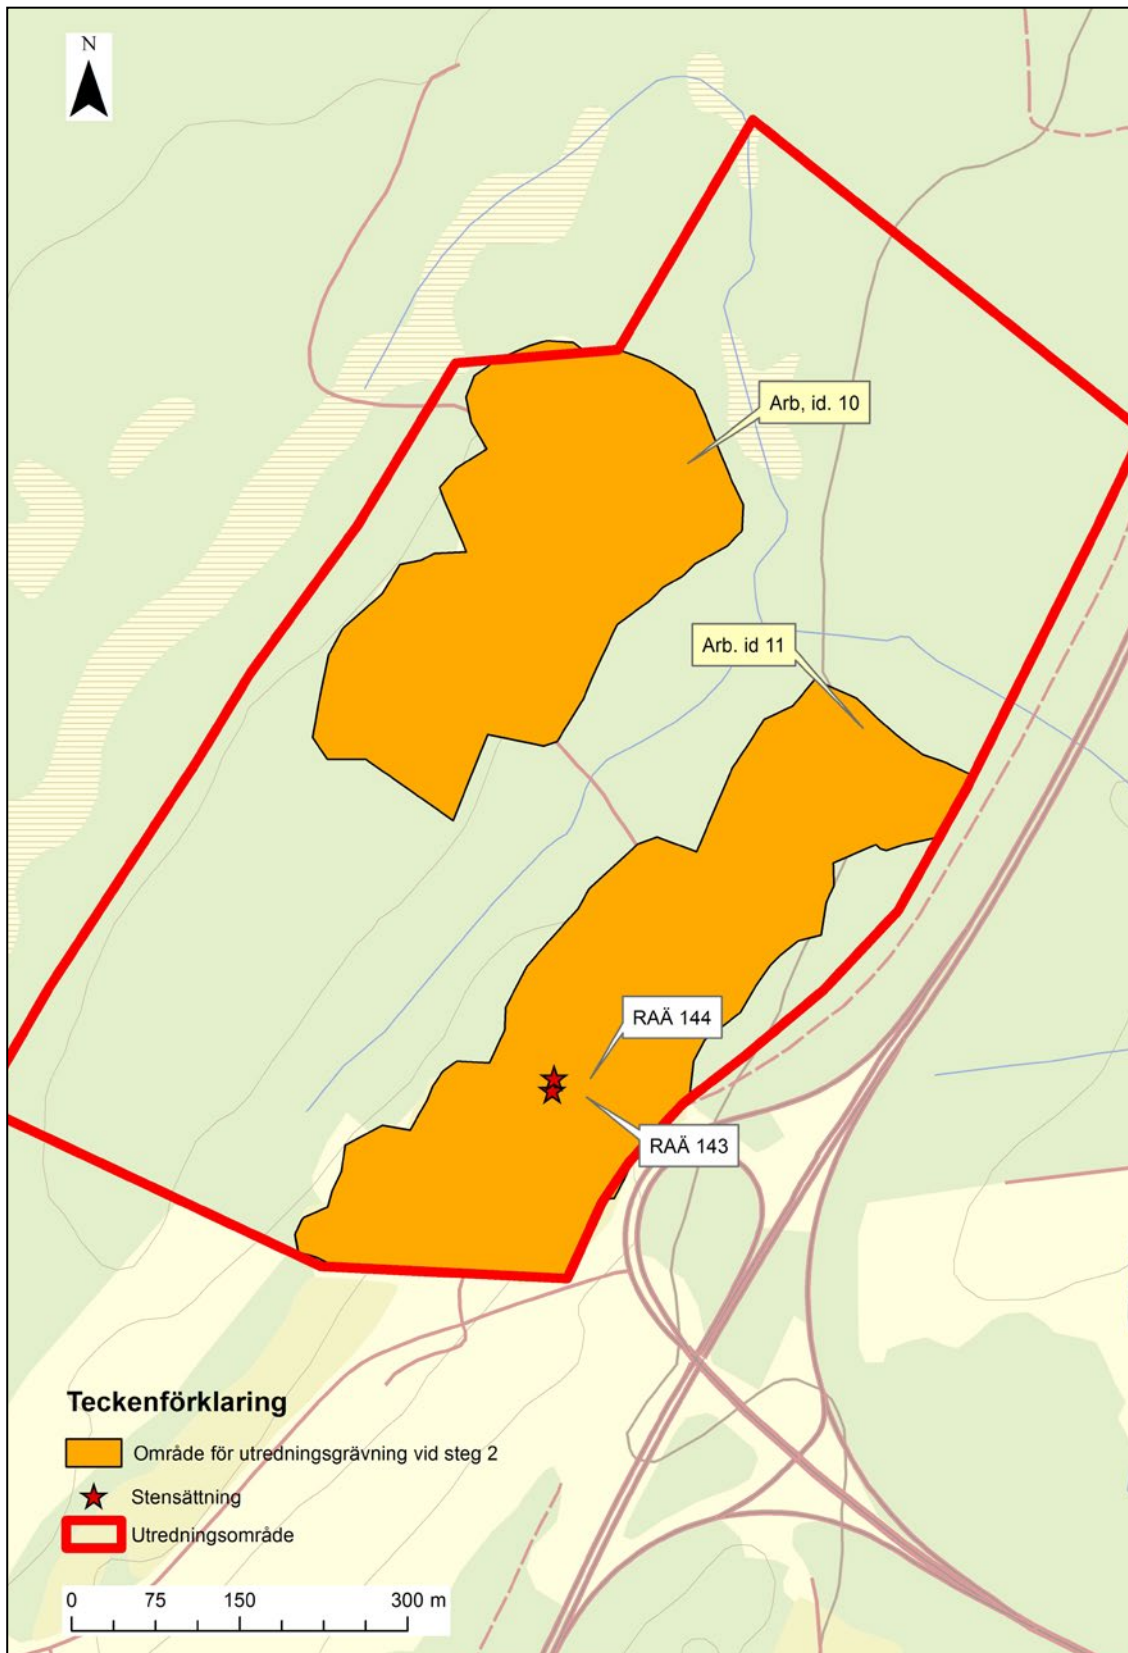 N
Arb, id. 10
Arb. id 11
RAÄ 144
RAÄ 143
Teckenförklaring
Område för utredningsgrävning vid steg 2
Stensättning
Utredningsområde
0 75 150 300 m